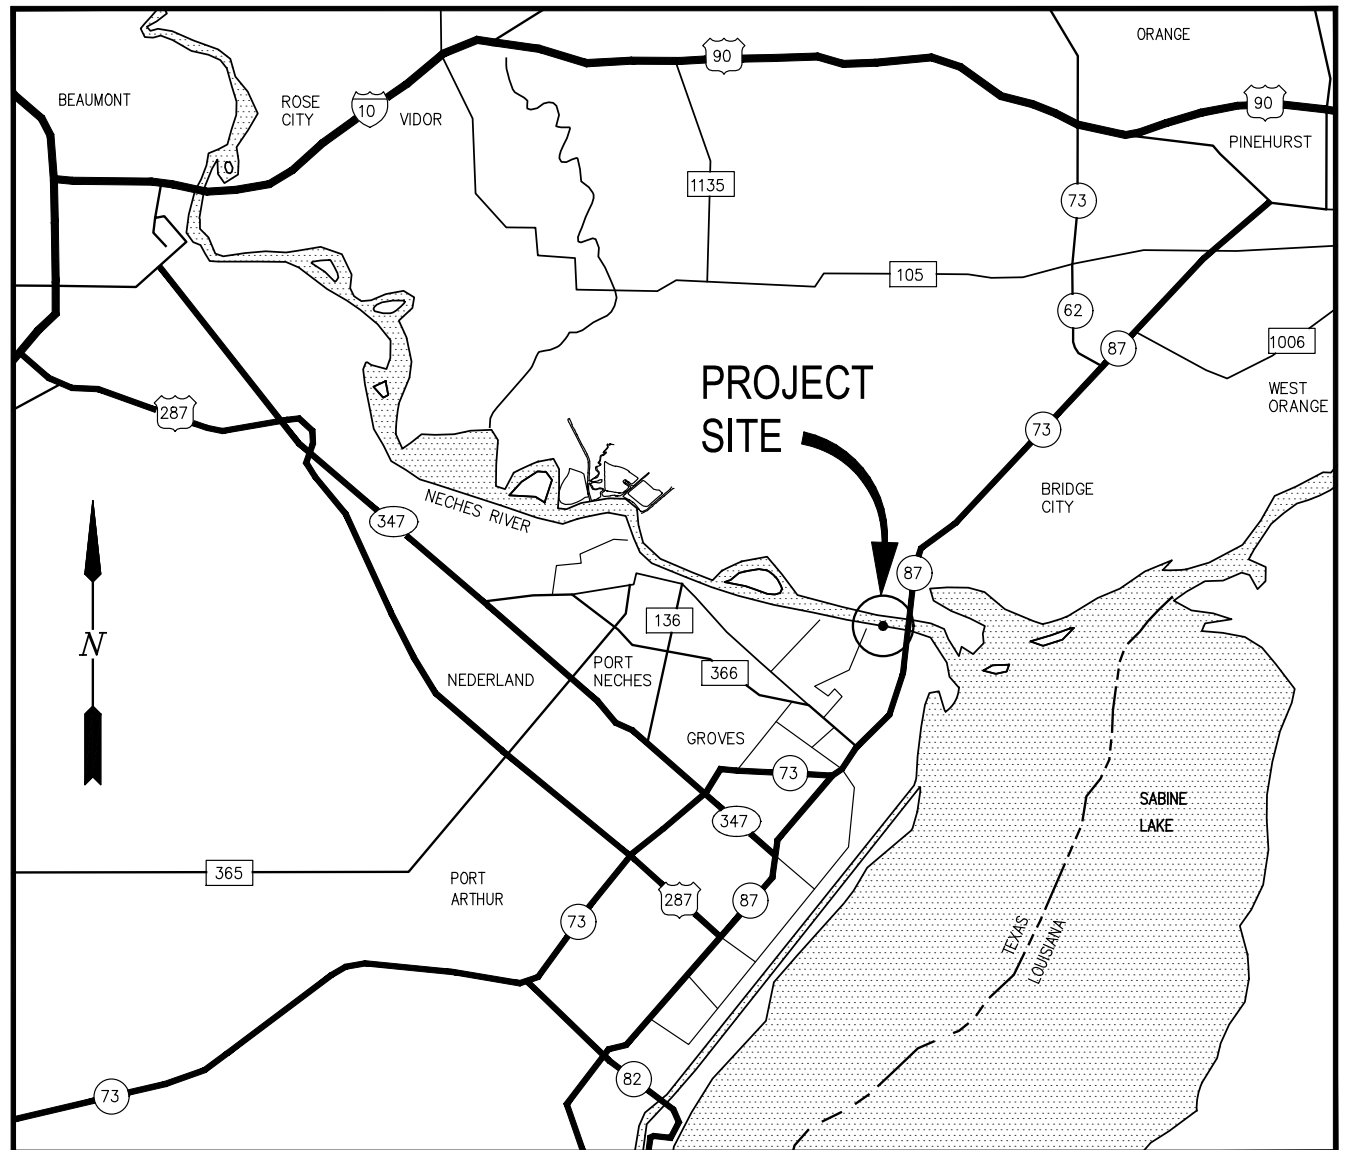 ORANGE
90
BEAUMONT
ROSE
CITY
10
VIDOR
90
PINEHURST
1135
73
105
62
87
1006
WEST
ORANGE
PROJECT
SITE
287
73
BRIDGE
CITY
NECHES RIVER
347
87
N
136
PORT
NECHES
366
NEDERLAND
GROVES
73
347
SABINE
LAKE
365
PORT
ARTHUR
287
87
73
TEXAS
LOUISIANA
82
73